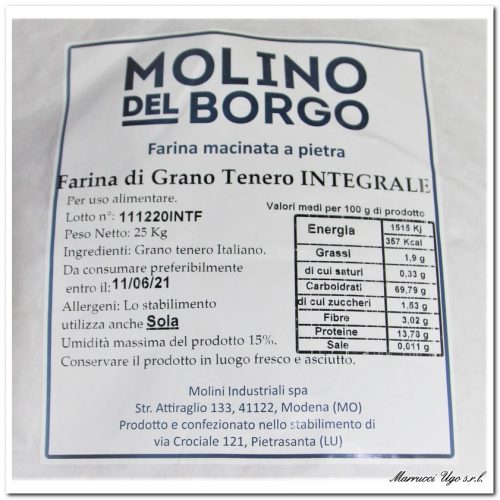 MOLINO
DEL BORGO
Farina macinata a pietra
Farina di Grano Tenero INTEGRALE
Per uso alimentare.
Lotto n°: 111220INTF
Peso Netto: 25 Kg
Ingredienti: Grano tenero Italiano.
Da consumare preferibilmente
entro il: 11/06/21
Allergeni: Lo stabilimento
utilizza anche Sola
Umidità massima del prodotto 15%.
Conservare il prodotto in luogo fresco e asciutto.
Valori medi per 100 g di prodotto
Energia 1515 Kj
357 Kcal
Grassi 1,9 g
di cui saturi 0,33 g
Carboidrati 69,79 g
di cui zuccheri 1,53 g
Fibre 3,02 g
Proteine 13,70 g
Sale 0,011 g
Molini Industriali spa
Str. Attiraglio 133, 41122, Modena (MO)
Prodotto e confezionato nello stabilimento di
via Crociale 121, Pietrasanta (LU)
Marrucci Ugo s.r.l.